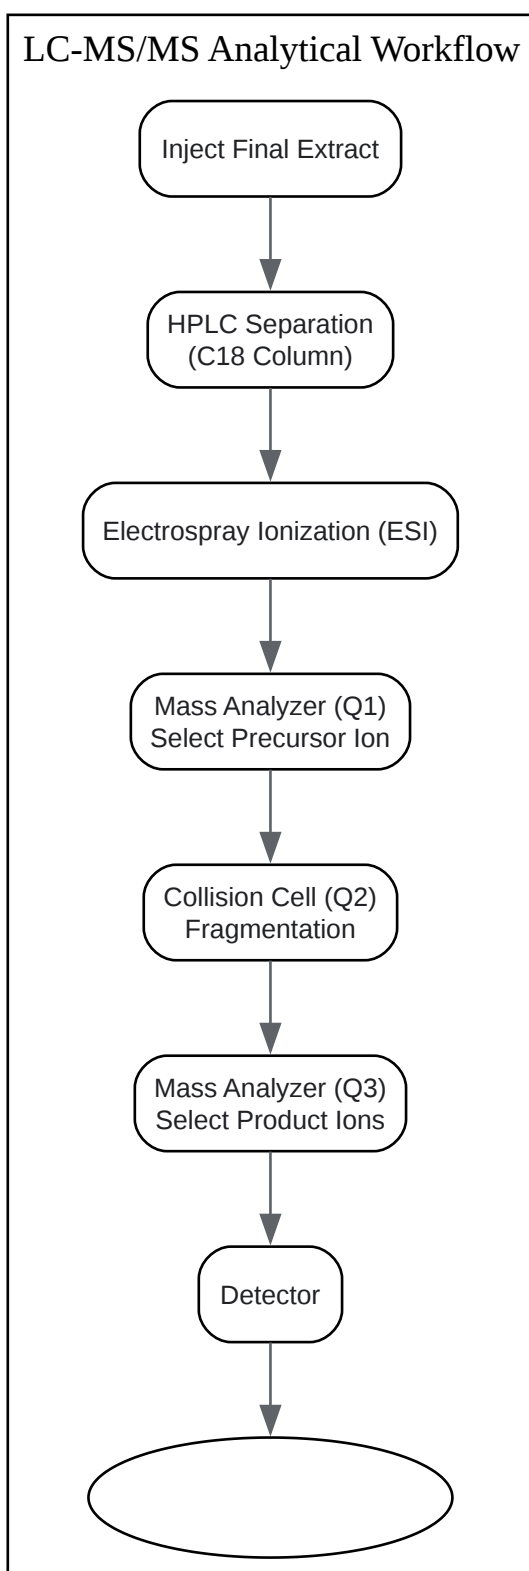 LC-MS/MS Analytical Workflow
Inject Final Extract
HPLC Separation
(C18 Column)
Electrospray Ionization (ESI)
Mass Analyzer (Q1)
Select Precursor Ion
Collision Cell (Q2)
Fragmentation
Mass Analyzer (Q3)
Select Product Ions
Detector